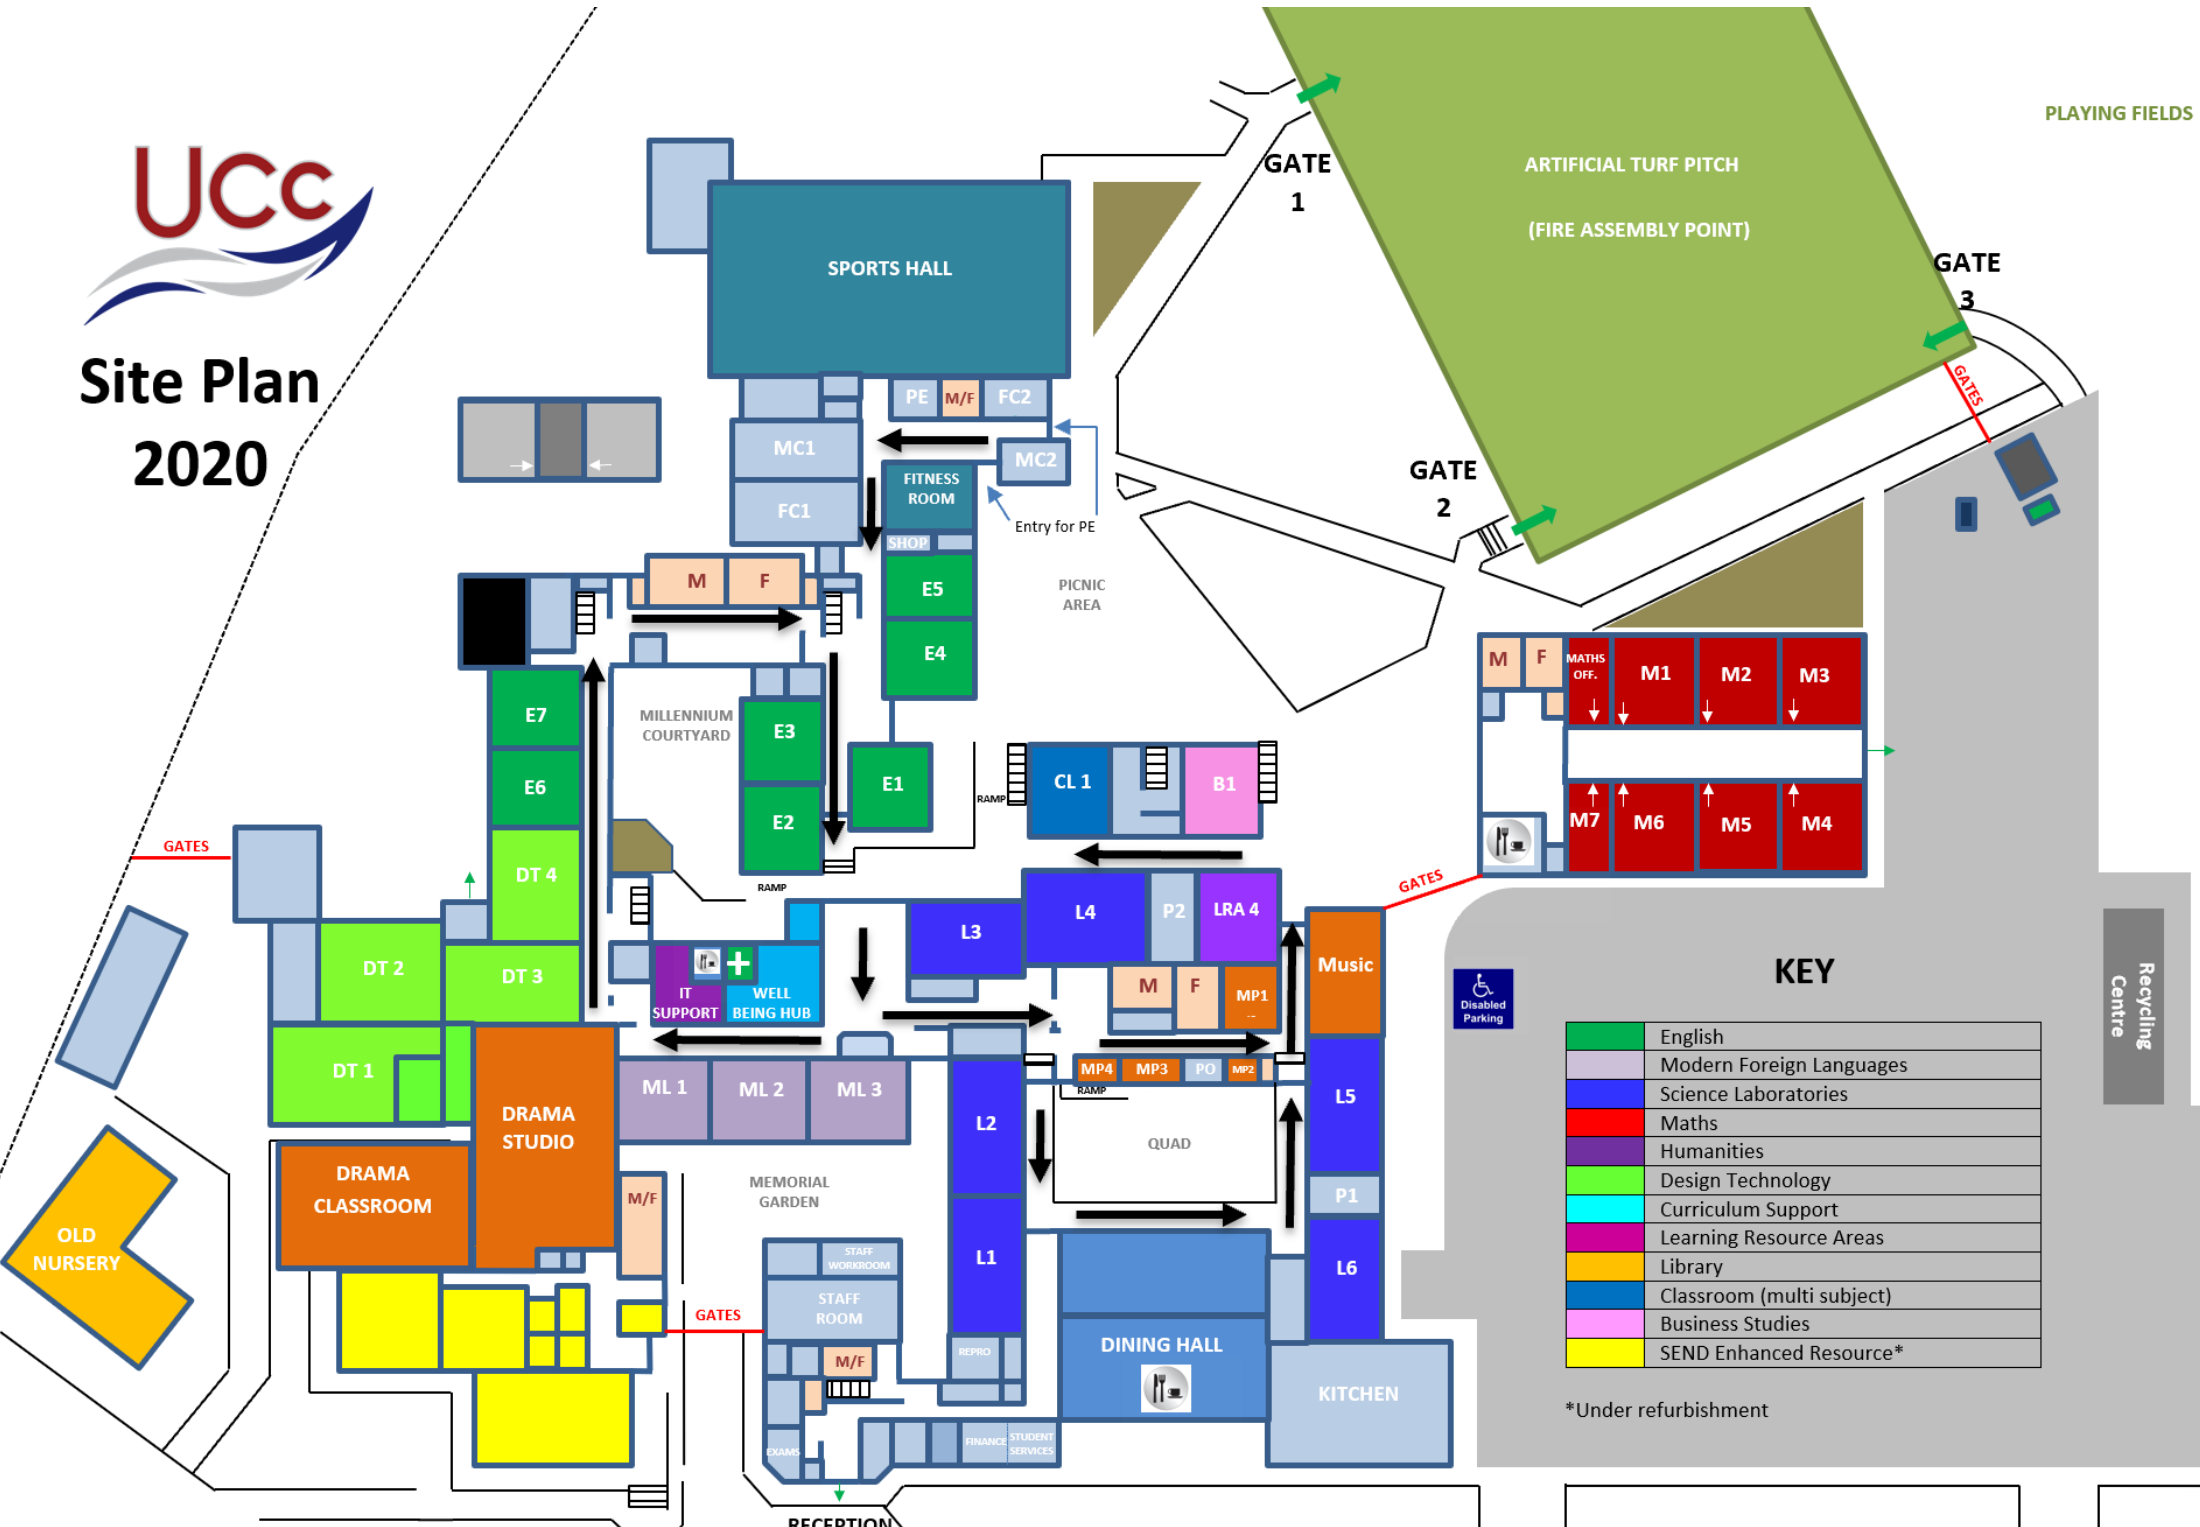 UCc
Site Plan
2020
PLAYING FIELDS
ARTIFICIAL TURF PITCH
(FIRE ASSEMBLY POINT)
GATE
1
GATE
3
GATES
GATE
2
SPORTS HALL
PE
M/F
FC2
MC1
MC2
FITNESS
ROOM
FC1
Entry for PE
SHOP
M
F
E5
PICNIC
AREA
E4
M
F
MATHS
OFF.
M1
M2
M3
E7
MILLENNIUM
COURTYARD
E3
E6
E1
CL 1
B1
RAMP
E2
M7
M6
M5
M4
GATES
DT 4
RAMP
GATES
L3
L4
P2
LRA 4
DT 2
DT 3
Music
IT
SUPPORT
WELL
BEING HUB
M
F
MP1
--
Disabled
Parking
Recycling
Centre
KEY
English
Modern Foreign Languages
Science Laboratories
Maths
Humanities
Design Technology
Curriculum Support
Learning Resource Areas
Library
Classroom (multi subject)
Business Studies
SEND Enhanced Resource*
*Under refurbishment
DT 1
DRAMA
STUDIO
ML 1
ML 2
ML 3
L2
MP4
MP3
PO
MP2
RAMP
L5
QUAD
DRAMA
CLASSROOM
M/F
MEMORIAL
GARDEN
P1
OLD
NURSERY
STAFF
WORKROOM
L1
L6
STAFF
ROOM
GATES
DINING HALL
REPRO
M/F
KITCHEN
EXAMS
FINANCE
STUDENT
SERVICES
RECEPTION